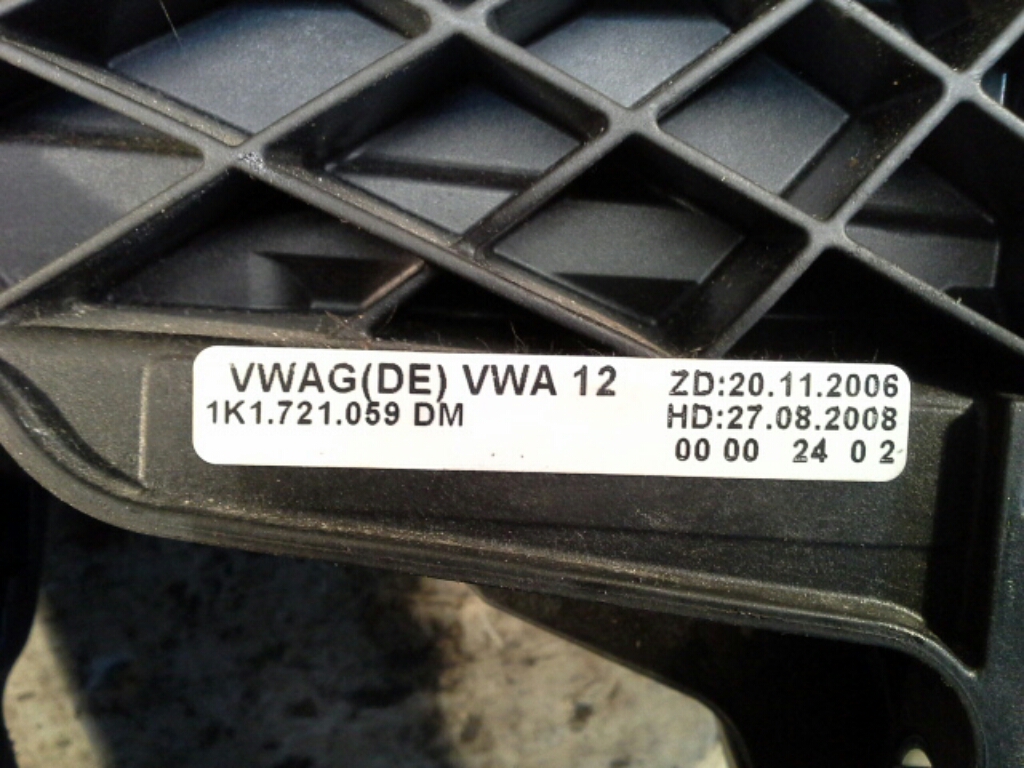 VWAG(DE) VWA 12 ZD:20.11.2006
1K1.721.059 DM HD:27.08.2008
00 00 24 0 2